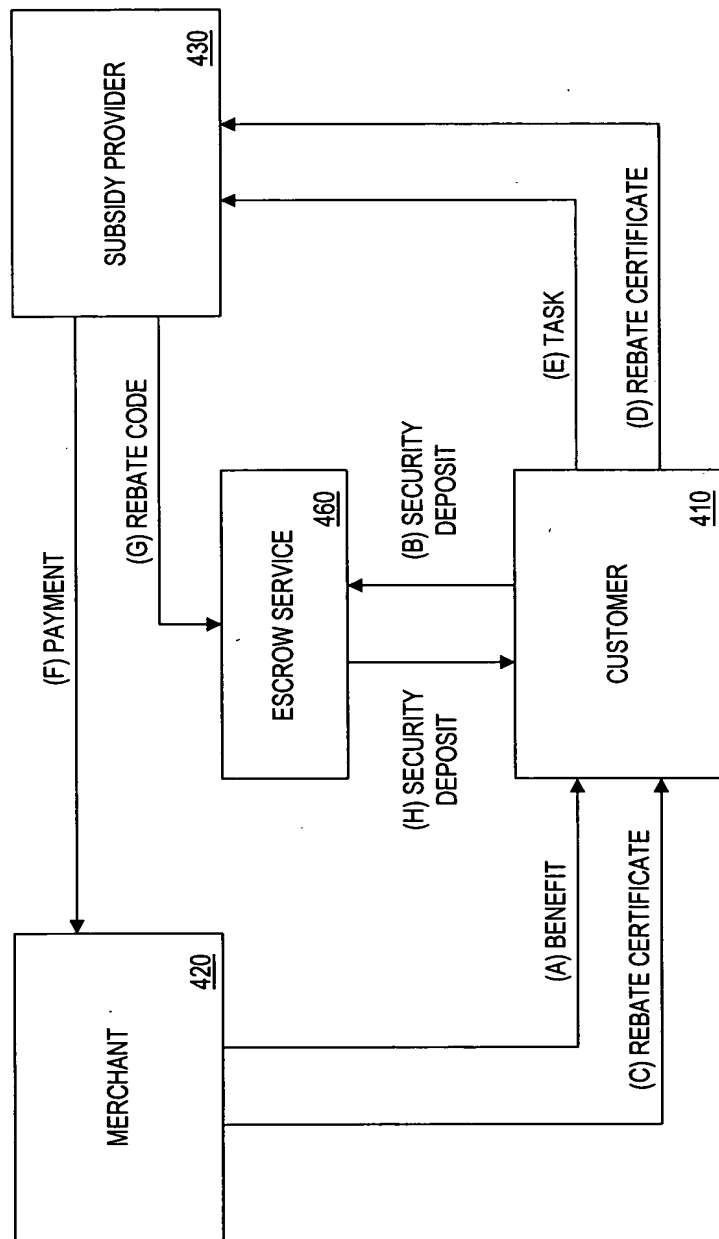 MERCHANT
420
SUBSIDY PROVIDER
430
(F) PAYMENT
(G) REBATE CODE
ESCROW SERVICE
460
(H) SECURITY
DEPOSIT
(B) SECURITY
DEPOSIT
(A) BENEFIT
(C) REBATE CERTIFICATE
CUSTOMER
410
(E) TASK
(D) REBATE CERTIFICATE